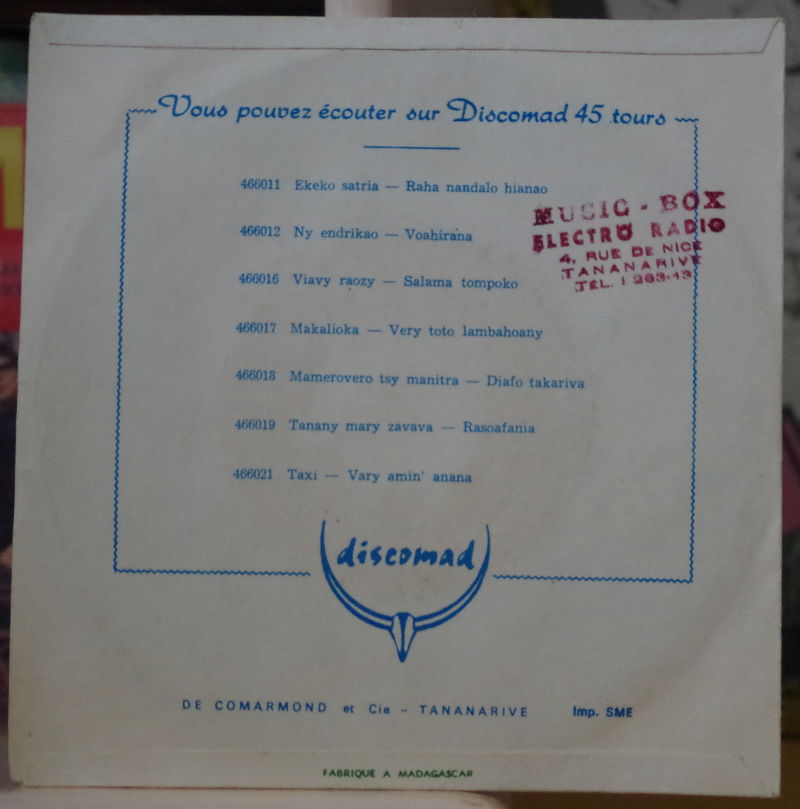 Vous pouvez écouter sur Discomad 45 tours
466011 Ekeko satria — Raha nandalo hianao
466012 Ny endrikao — Voahirana
466016 Viavy raozy — Salama tompoko
466017 Makalioka — Very toto lambahoany
466018 Mamerovero tsy manitra — Diafo takariva
466019 Tanany mary zavava — Rasoafania
466021 Taxi — Vary amin' anana
MUSIC - BOX
ELECTRO RADIO
4, RUE DE NICE
TANANARIVE
TÉL. 263-13
discomad
DE COMARMOND et Cie - TANANARIVE Imp. SME
FABRIQUE A MADAGASCAR